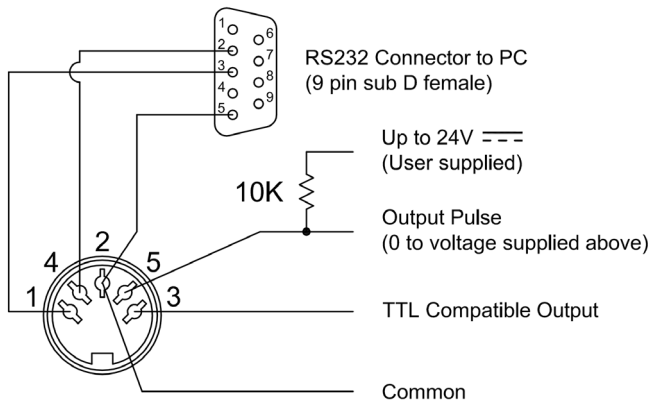 1
6
2
7
3
8
4
9
5
RS232 Connector to PC
(9 pin sub D female)
Up to 24V
(User supplied)
10K
Output Pulse
(0 to voltage supplied above)
2
4
5
1
3
TTL Compatible Output
Common